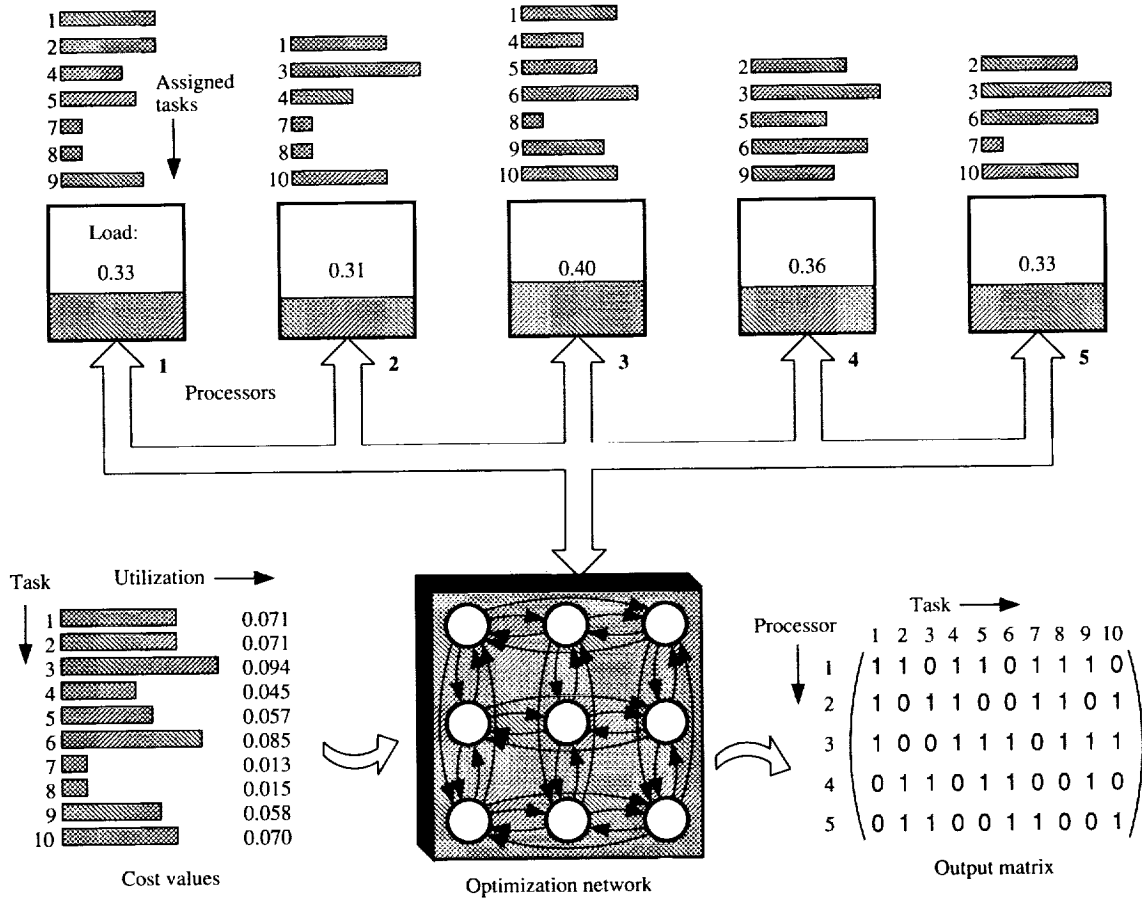 1
2
4
5
7
8
9
Assigned
tasks
1
3
4
7
8
10
1
4
5
6
8
9
10
2
3
5
6
9
2
3
6
7
10
Load:
0.33
0.31
0.40
0.36
0.33
1
2
3
4
5
Processors
Task
Utilization
1 0.071
2 0.071
3 0.094
4 0.045
5 0.057
6 0.085
7 0.013
8 0.015
9 0.058
10 0.070
Cost values
Optimization network
Task
Processor
1 2 3 4 5 6 7 8 9 10
1 1 1 0 1 1 0 1 1 1 0
2 1 0 1 1 0 0 1 1 0 1
3 1 0 0 1 1 1 0 1 1 1
4 0 1 1 0 1 1 0 0 1 0
5 0 1 1 0 0 1 1 0 0 1
Output matrix